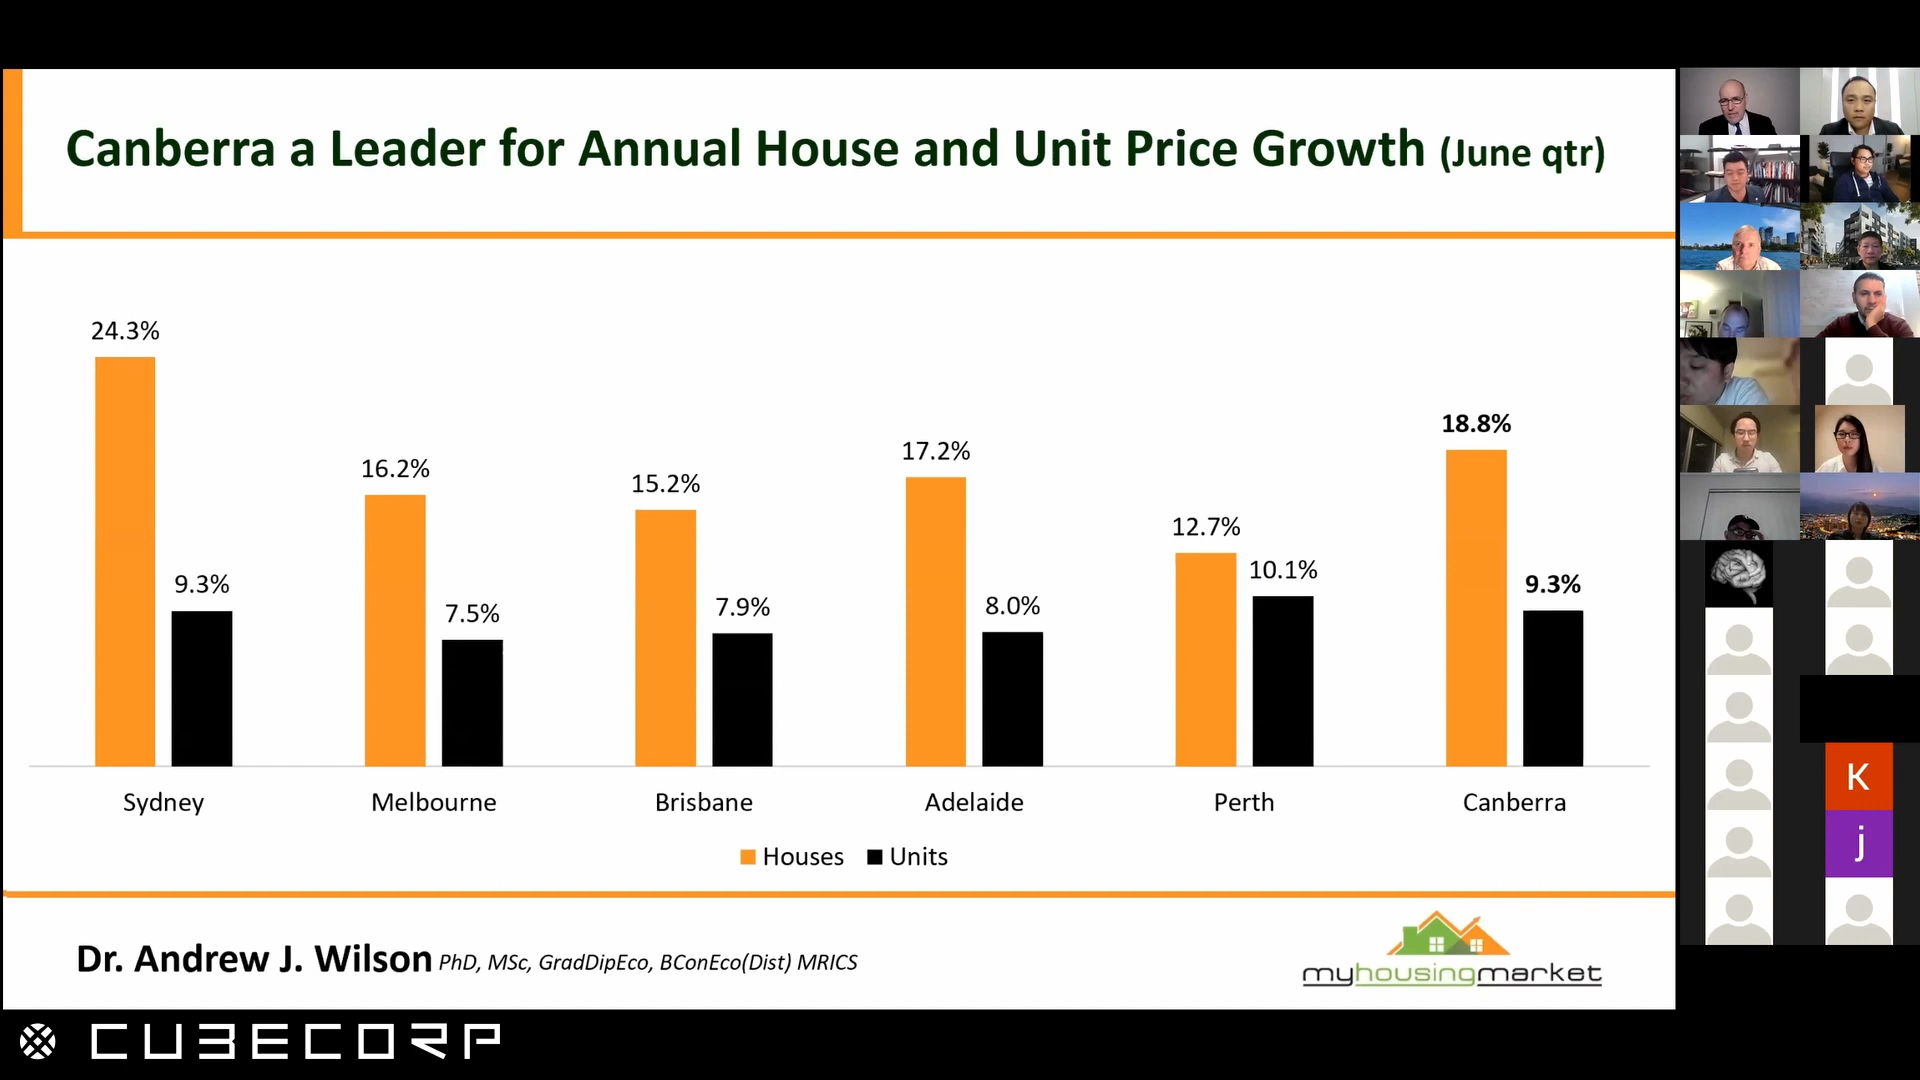 Canberra a Leader for Annual House and Unit Price Growth (June qtr)
24.3%
9.3%
16.2%
7.5%
15.2%
7.9%
17.2%
8.0%
12.7%
10.1%
18.8%
9.3%
Sydney
Melbourne
Brisbane
Adelaide
Perth
Canberra
Houses
Units
Dr. Andrew J. Wilson PhD, MSc, GradDipEco, BConEco(Dist) MRICS
myhousingmarket
CUBECORP
K
j